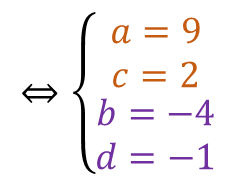 ⇔ { a = 9
c = 2
b = −4
d = −1